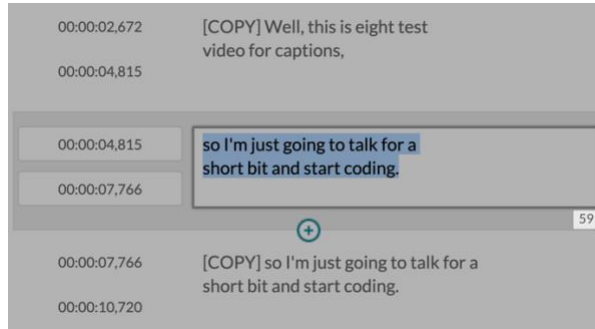 00:00:02,672 [COPY] Well, this is eight test
video for captions,
00:00:04,815
00:00:04,815 so I'm just going to talk for a
short bit and start coding.
00:00:07,766
59
00:00:07,766 [COPY] so I'm just going to talk for a
short bit and start coding.
00:00:10,720